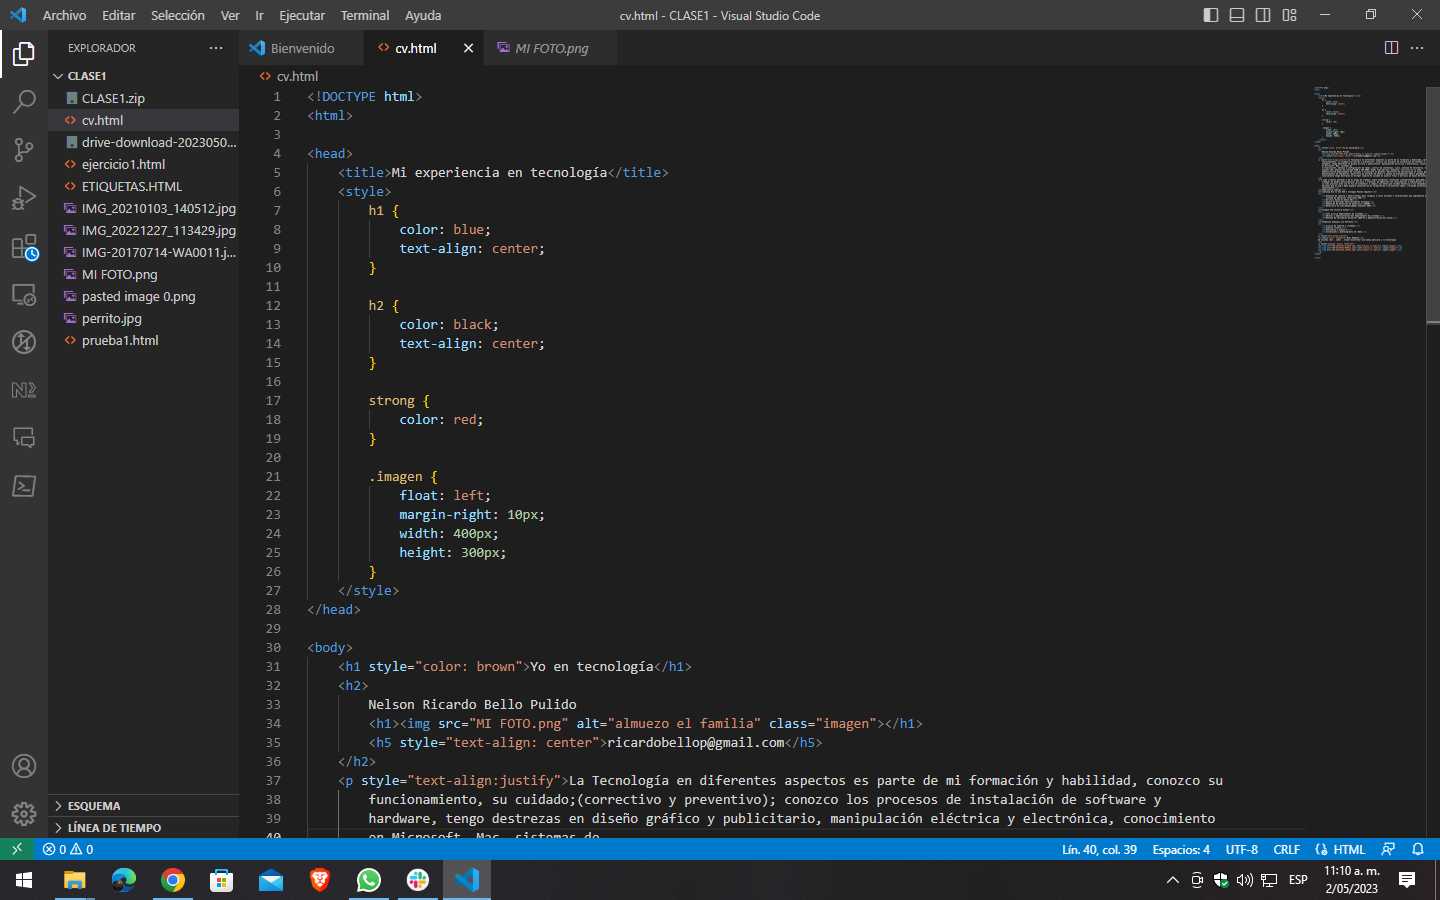 Archivo Editar Selección Ver Ir Ejecutar Terminal Ayuda
cv.html - CLASE1 - Visual Studio Code
EXPLORADOR
CLASE1
CLASE1.zip
cv.html
drive-download-2023050...
ejercicio1.html
ETIQUETAS.HTML
IMG_20210103_140512.jpg
IMG_20221227_113429.jpg
IMG-20170714-WA0011.j...
MI FOTO.png
pasted image 0.png
perrito.jpg
prueba1.html
ESQUEMA
LÍNEA DE TIEMPO
Bienvenido cv.html MI FOTO.png
cv.html
1 <!DOCTYPE html>
2 <html>
3
4 <head>
5 <title>Mi experiencia en tecnología</title>
6 <style>
7 h1 {
8 color: blue;
9 text-align: center;
10 }
11
12 h2 {
13 color: black;
14 text-align: center;
15 }
16
17 strong {
18 color: red;
19 }
20
21 .imagen {
22 float: left;
23 margin-right: 10px;
24 width: 400px;
25 height: 300px;
26 }
27 </style>
28 </head>
29
30 <body>
31 <h1 style="color: brown">Yo en tecnología</h1>
32 <h2>
33 Nelson Ricardo Bello Pulido
34 <h1><img src="MI FOTO.png" alt="almuezo el familia" class="imagen"></h1>
35 <h5 style="text-align: center">ricardobellop@gmail.com</h5>
36 </h2>
37 <p style="text-align:justify">La Tecnología en diferentes aspectos es parte de mi formación y habilidad, conozco su
38 funcionamiento, su cuidado;(correctivo y preventivo); conozco los procesos de instalación de software y
39 hardware, tengo destrezas en diseño gráfico y publicitario, manipulación eléctrica y electrónica, conocimiento
40 en Microsoft, Mac, sistemas de
0 0
Lín. 40, col. 39 Espacios: 4 UTF-8 CRLF HTML
ESP
11:10 a. m.
2/05/2023